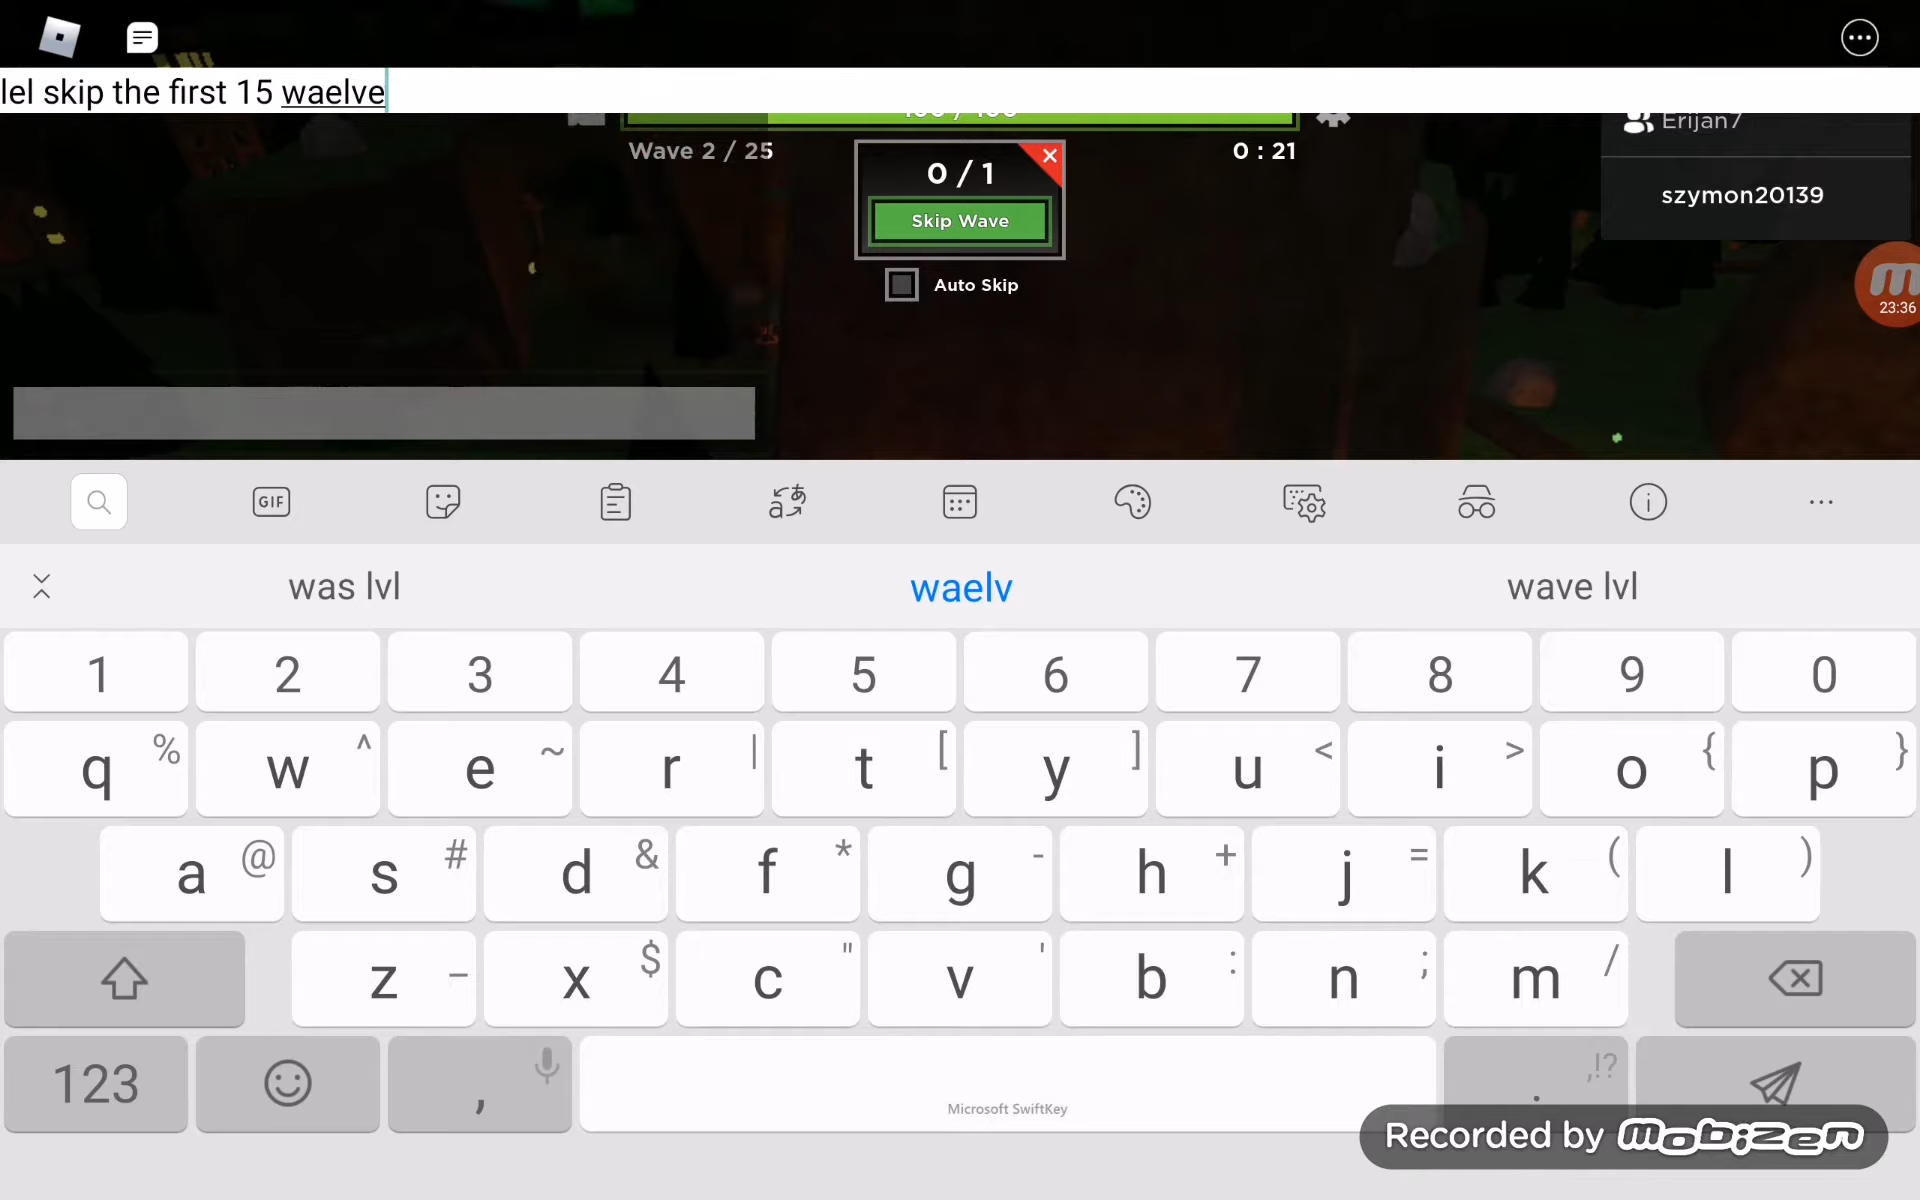 lel skip the first 15 waelve
100 / 100
Erijan7
Wave 2 / 25
0 / 1
0 : 21
szymon20139
Skip Wave
Auto Skip
23:36
GIF
was lvl
waelv
wave lvl
1 2 3 4 5 6 7 8 9 0
q % w ^ e ~ r | t [ y ] u < i > o { p }
a @ s # d & f * g - h + j = k ( l )
z _ x $ c " v ' b : n ; m /
123 , . ,!?
Microsoft SwiftKey
Recorded by mobizen